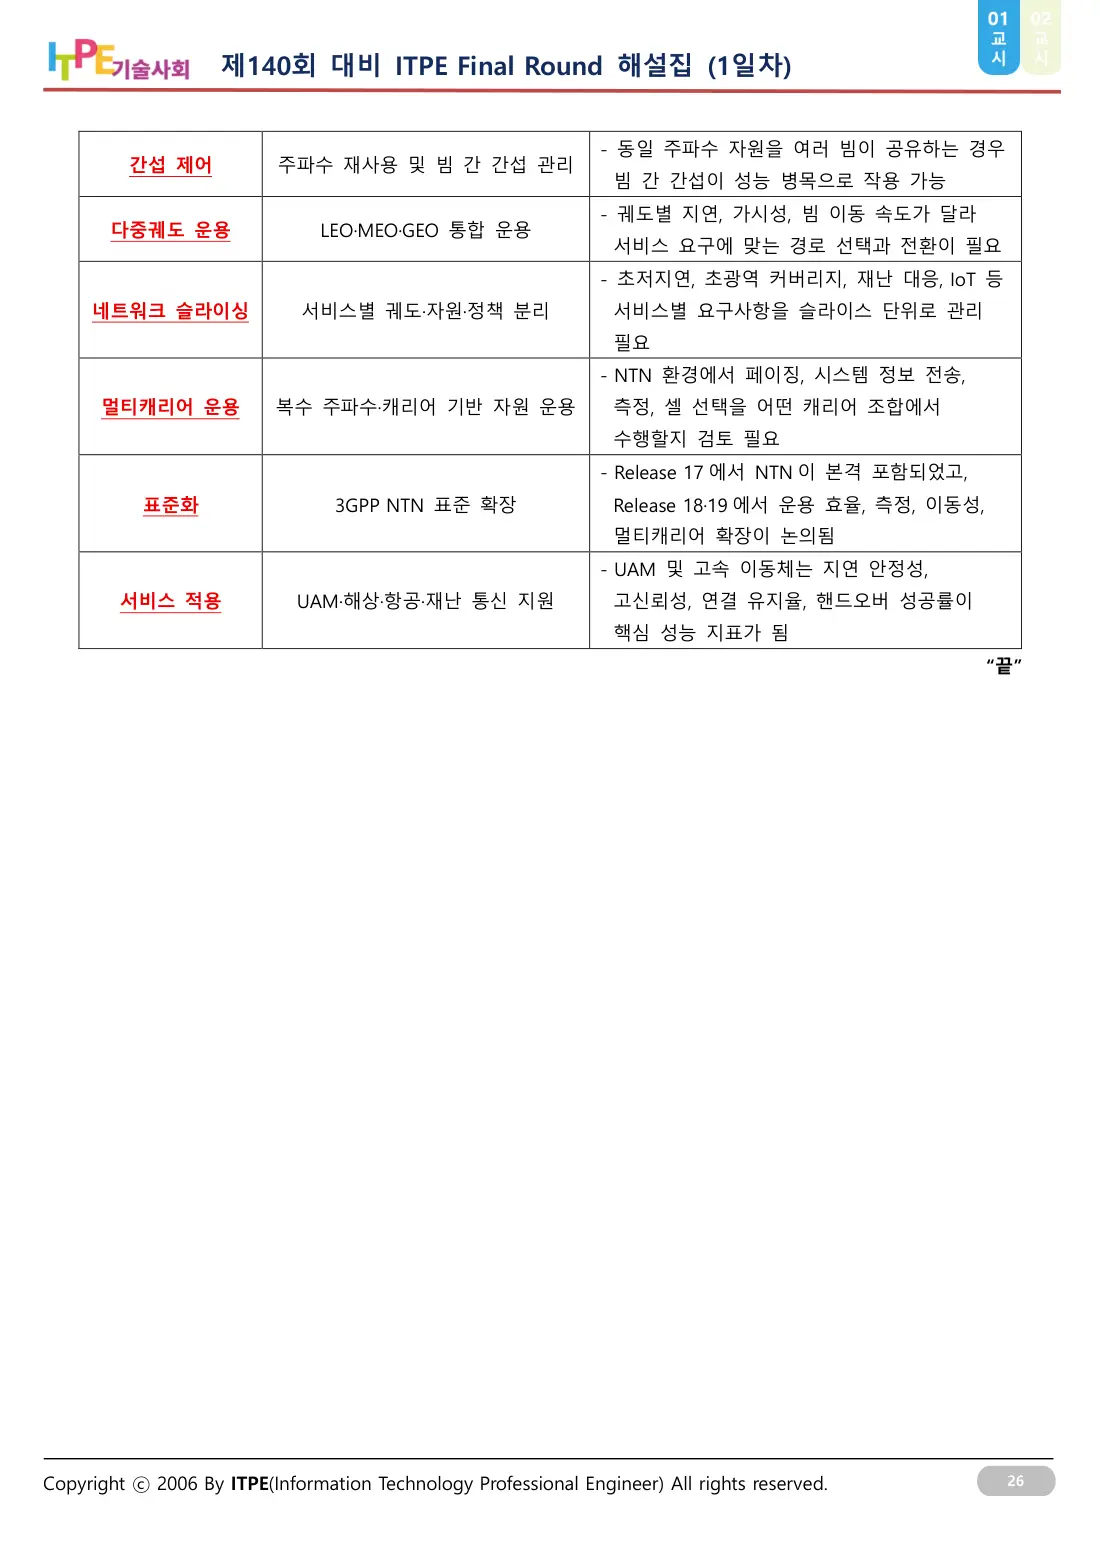 ITPE기술사회 제140회 대비 ITPE Final Round 해설집 (1일차)
01
교
시
02
교
시
간섭 제어
주파수 재사용 및 빔 간 간섭 관리
- 동일 주파수 자원을 여러 빔이 공유하는 경우
빔 간 간섭이 성능 병목으로 작용 가능
다중궤도 운용
LEO·MEO·GEO 통합 운용
- 궤도별 지연, 가시성, 빔 이동 속도가 달라
서비스 요구에 맞는 경로 선택과 전환이 필요
네트워크 슬라이싱
서비스별 궤도·자원·정책 분리
- 초저지연, 초광역 커버리지, 재난 대응, IoT 등
서비스별 요구사항을 슬라이스 단위로 관리
필요
멀티캐리어 운용
복수 주파수·캐리어 기반 자원 운용
- NTN 환경에서 페이징, 시스템 정보 전송,
측정, 셀 선택을 어떤 캐리어 조합에서
수행할지 검토 필요
표준화
3GPP NTN 표준 확장
- Release 17에서 NTN이 본격 포함되었고,
Release 18·19에서 운용 효율, 측정, 이동성,
멀티캐리어 확장이 논의됨
서비스 적용
UAM·해상·항공·재난 통신 지원
- UAM 및 고속 이동체는 지연 안정성,
고신뢰성, 연결 유지율, 핸드오버 성공률이
핵심 성능 지표가 됨
“끝”
Copyright ⓒ 2006 By ITPE(Information Technology Professional Engineer) All rights reserved.
26